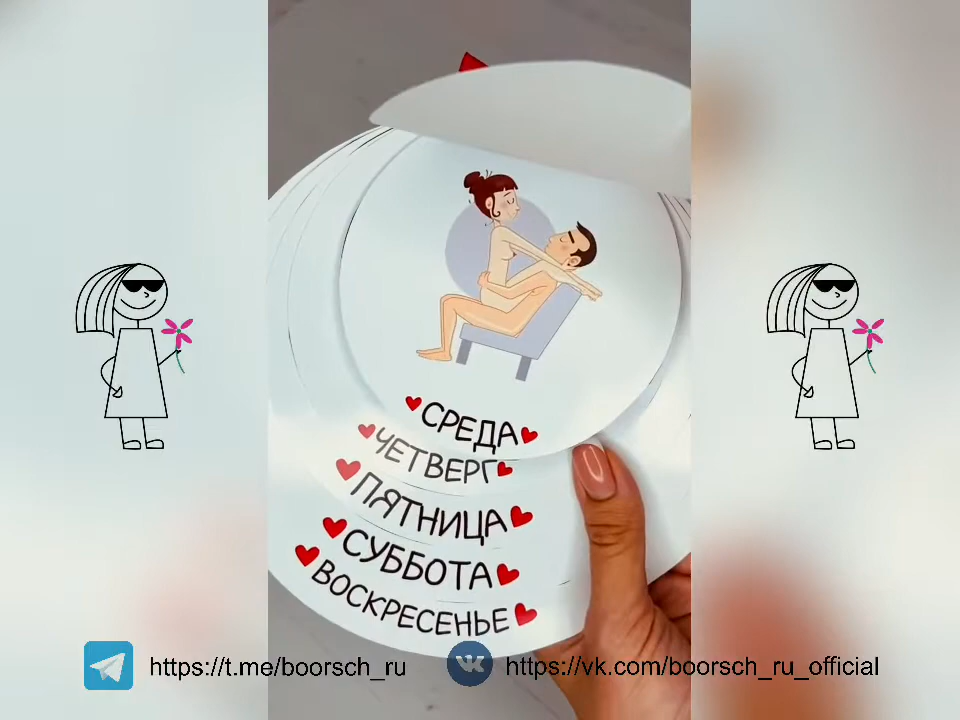 СРЕДА
ЧЕТВЕРГ
ПЯТНИЦА
СУББОТА
ВОСКРЕСЕНЬЕ
https://t.me/boorsch_ru
https://vk.com/boorsch_ru_official